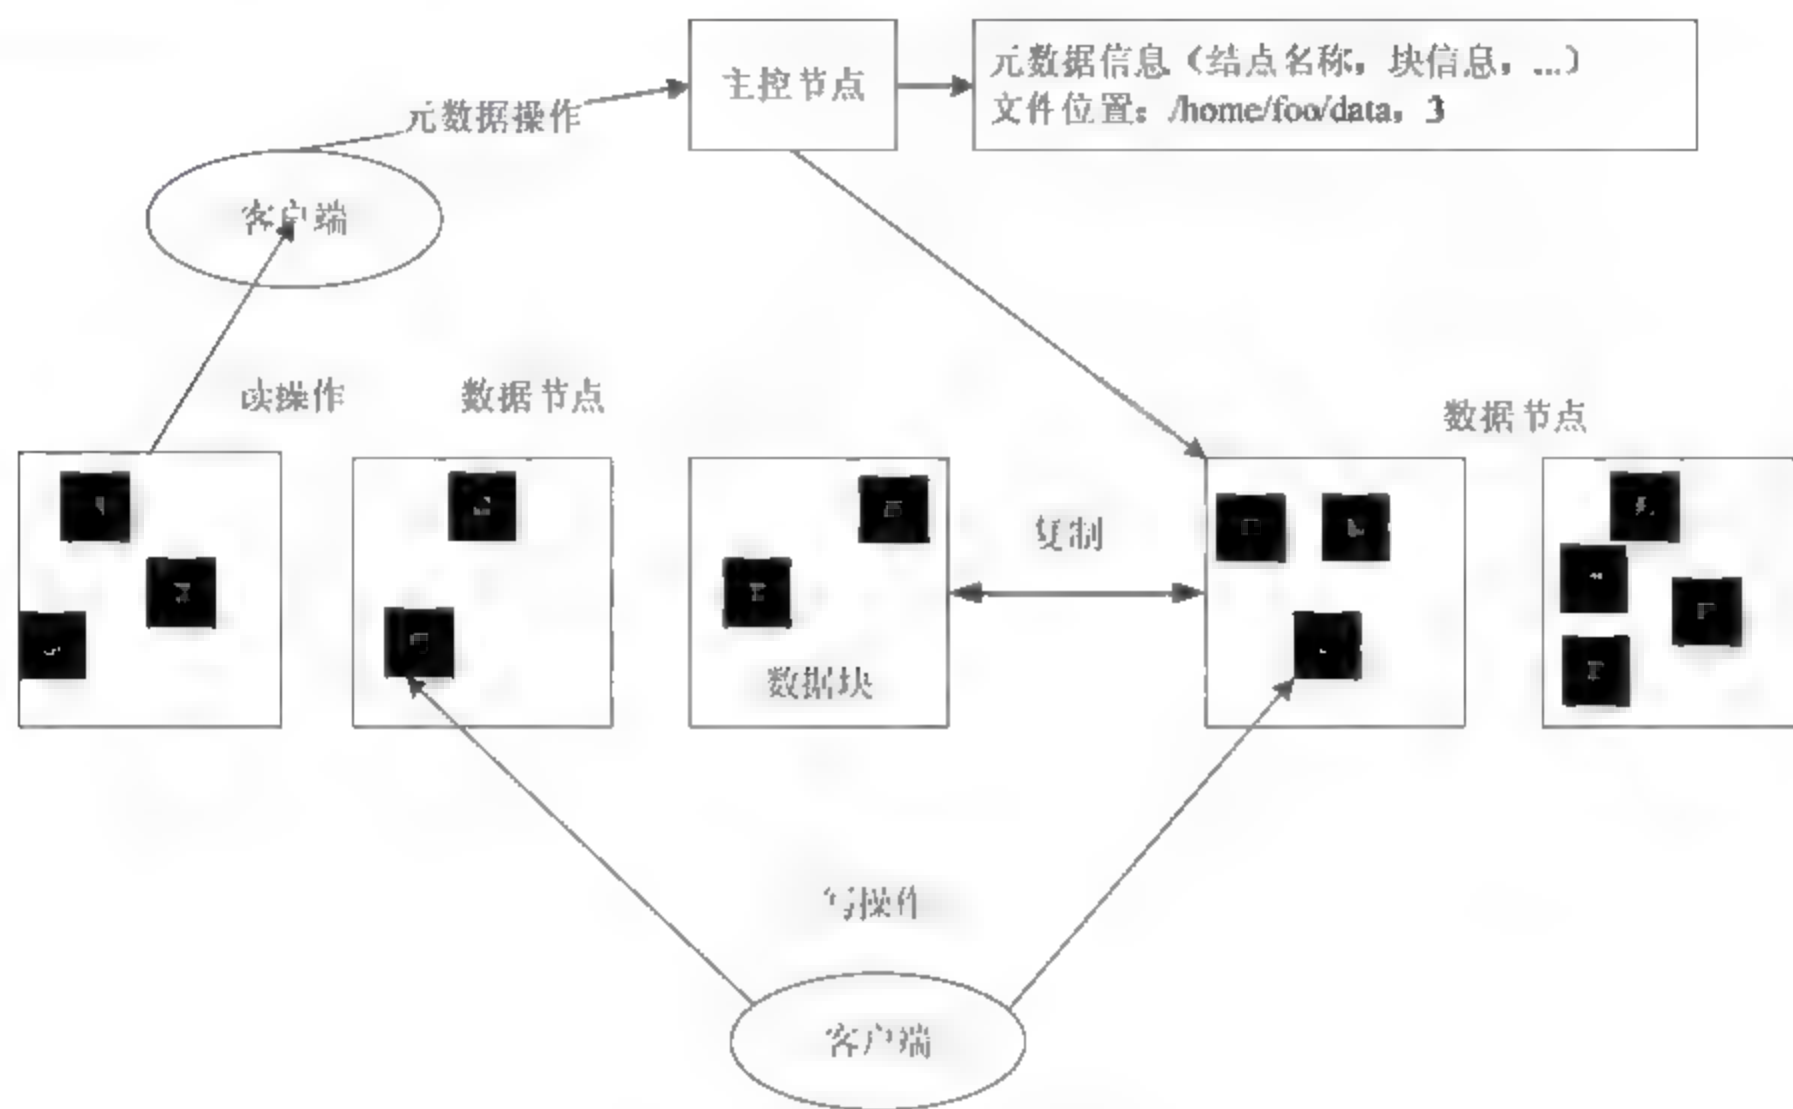 主控节点
元数据信息（结点名称，块信息，...）
文件位置：/home/foo/data，3
元数据操作
客户端
读操作
数据节点
数据节点
复制
数据块
写操作
客户端